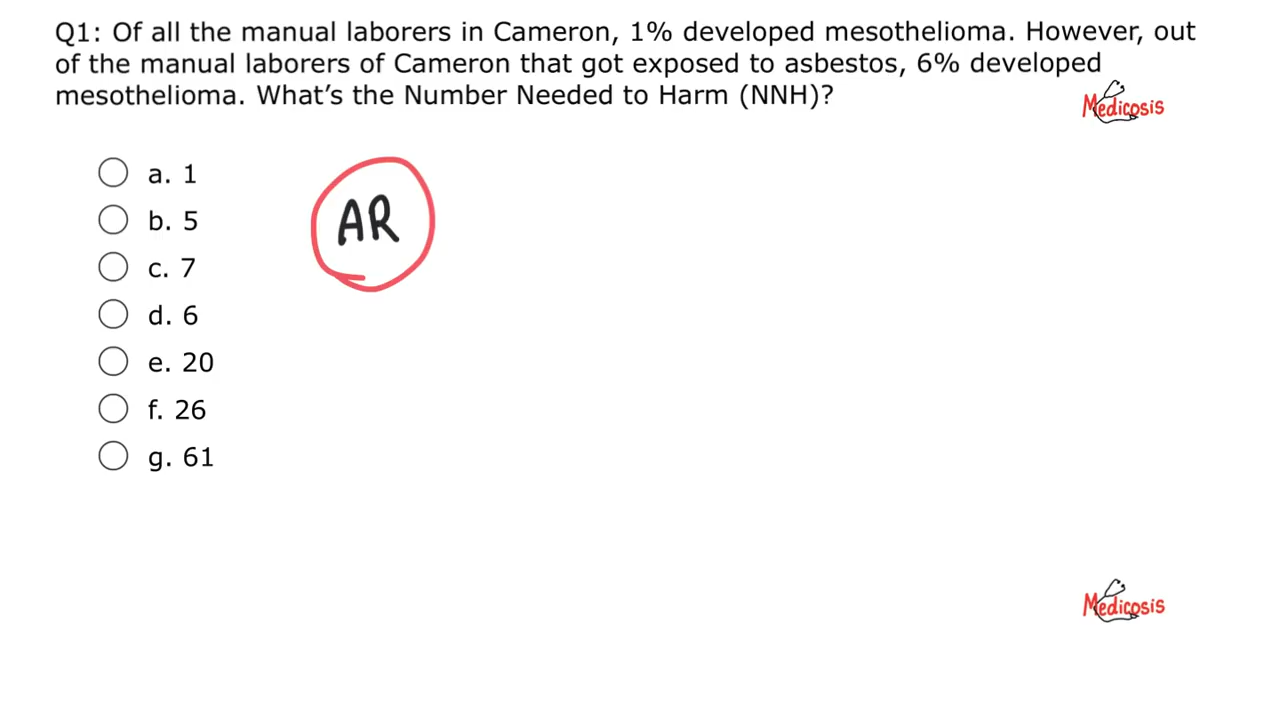 Q1: Of all the manual laborers in Cameron, 1% developed mesothelioma. However, out
of the manual laborers of Cameron that got exposed to asbestos, 6% developed
mesothelioma. What's the Number Needed to Harm (NNH)?
Medicosis
a. 1
AR
b. 5
c. 7
d. 6
e. 20
f. 26
g. 61
Medicosis